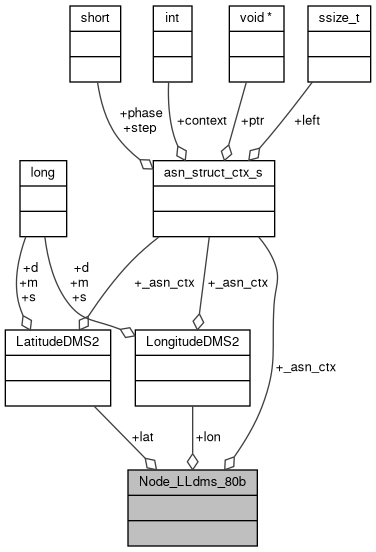 short
int
void *
ssize_t
+phase
+step
+context
+ptr
+left
long
asn_struct_ctx_s
+d
+m
+s
+d
+m
+s
+_asn_ctx
+_asn_ctx
LatitudeDMS2
LongitudeDMS2
+_asn_ctx
+lat
+lon
Node_LLdms_80b